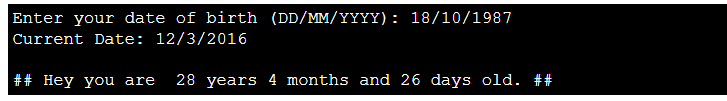 Enter your date of birth (DD/MM/YYYY): 18/10/1987
Current Date: 12/3/2016
## Hey you are  28 years 4 months and 26 days old. ##